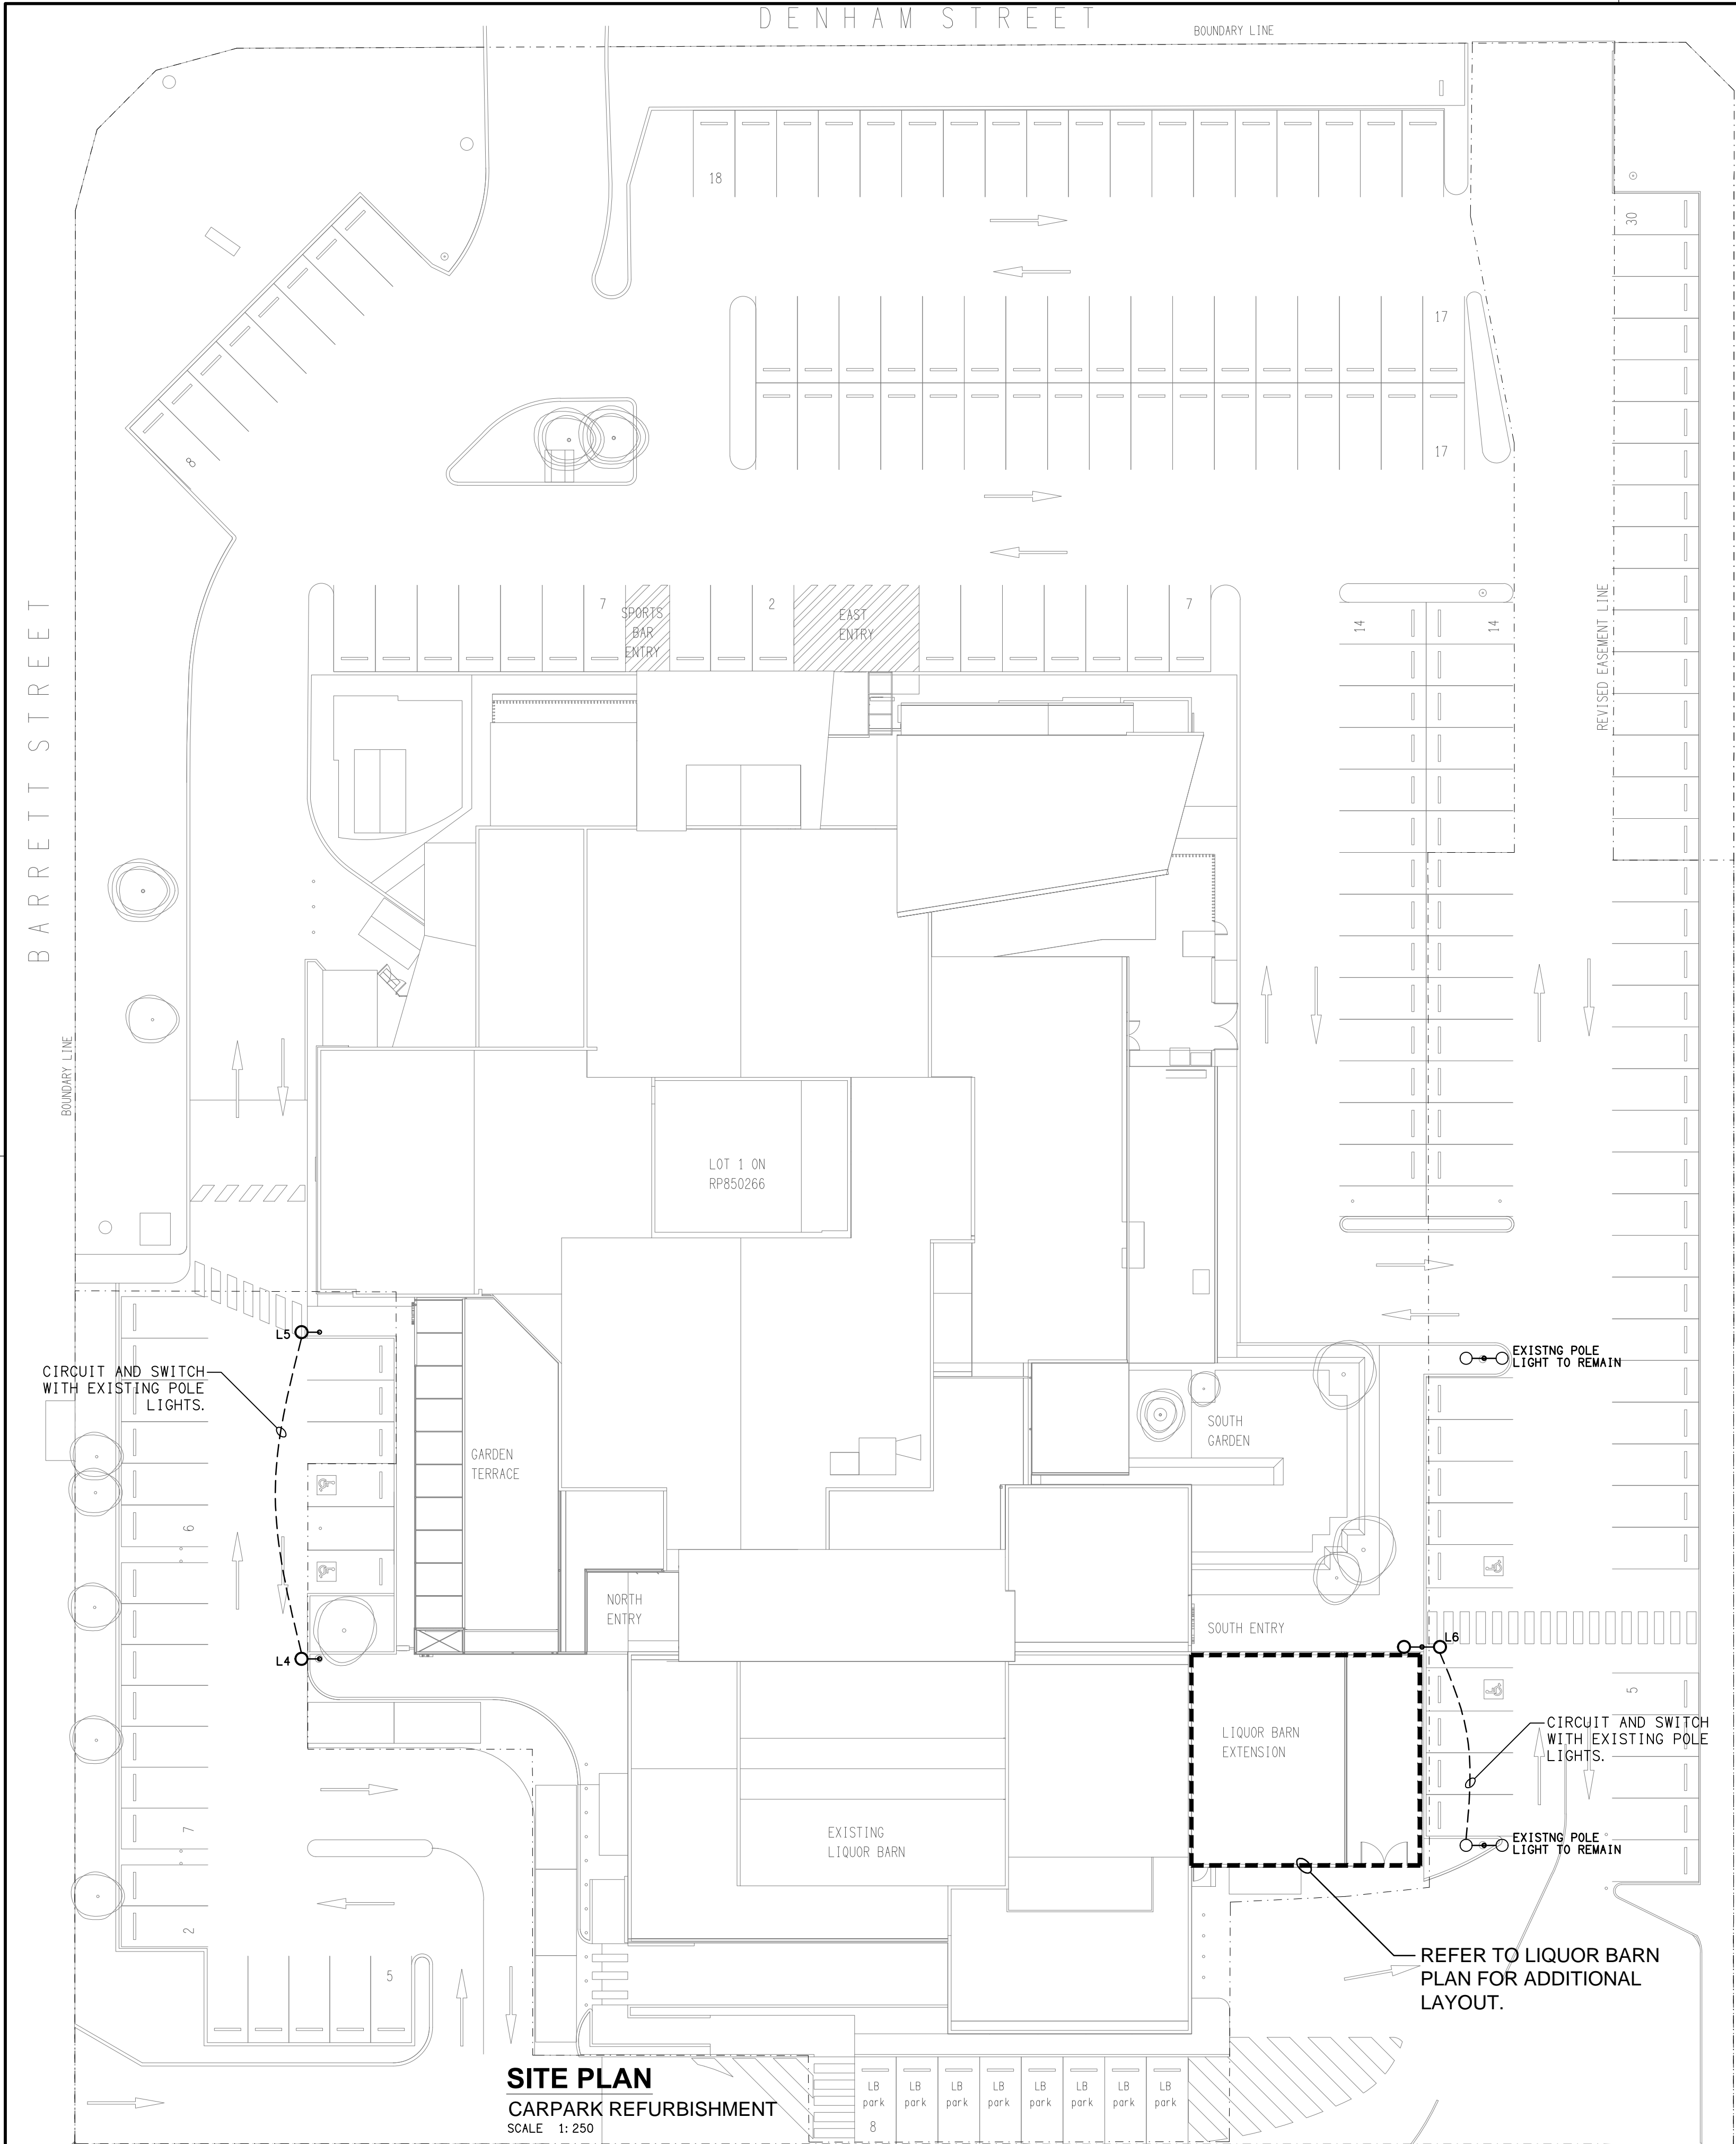 DENHAM STREET
BOUNDARY LINE
18
30
17
17
8
BARRETT STREET
7
SPORTS
BAR
ENTRY
2
EAST
ENTRY
7
14
14
REVISED EASEMENT LINE
BOUNDARY LINE
LOT 1 ON
RP850266
L5
CIRCUIT AND SWITCH
WITH EXISTING POLE
LIGHTS.
EXISTNG POLE
LIGHT TO REMAIN
GARDEN
TERRACE
SOUTH
GARDEN
6
NORTH
ENTRY
SOUTH ENTRY
L6
L4
5
LIQUOR BARN
EXTENSION
CIRCUIT AND SWITCH
WITH EXISTING POLE
LIGHTS.
7
EXISTING
LIQUOR BARN
EXISTNG POLE
LIGHT TO REMAIN
2
5
REFER TO LIQUOR BARN
PLAN FOR ADDITIONAL
LAYOUT.
SITE PLAN
CARPARK REFURBISHMENT
SCALE 1:250
LB
park
8
LB
park
LB
park
LB
park
LB
park
LB
park
LB
park
LB
park